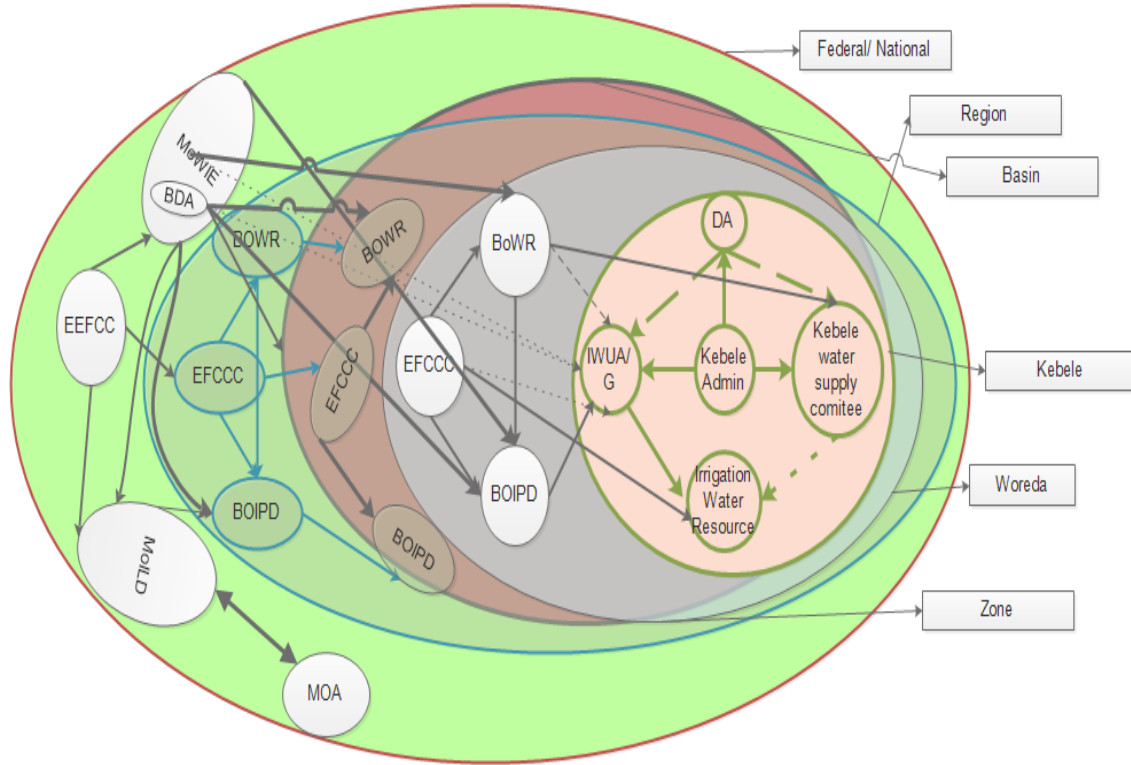 Federal/ National
Region
Basin
MoWIE
BDA
DA
BOWR
BOWR
BoWR
EEFCC
EFCCC
EFCCC
EFCCC
IWUA/
G
Kebele
Admin
Kebele
water
supply
comitee
Kebele
BOIPD
BOIPD
BOIPD
Irrigation
Water
Resource
Woreda
MoILD
Zone
MOA